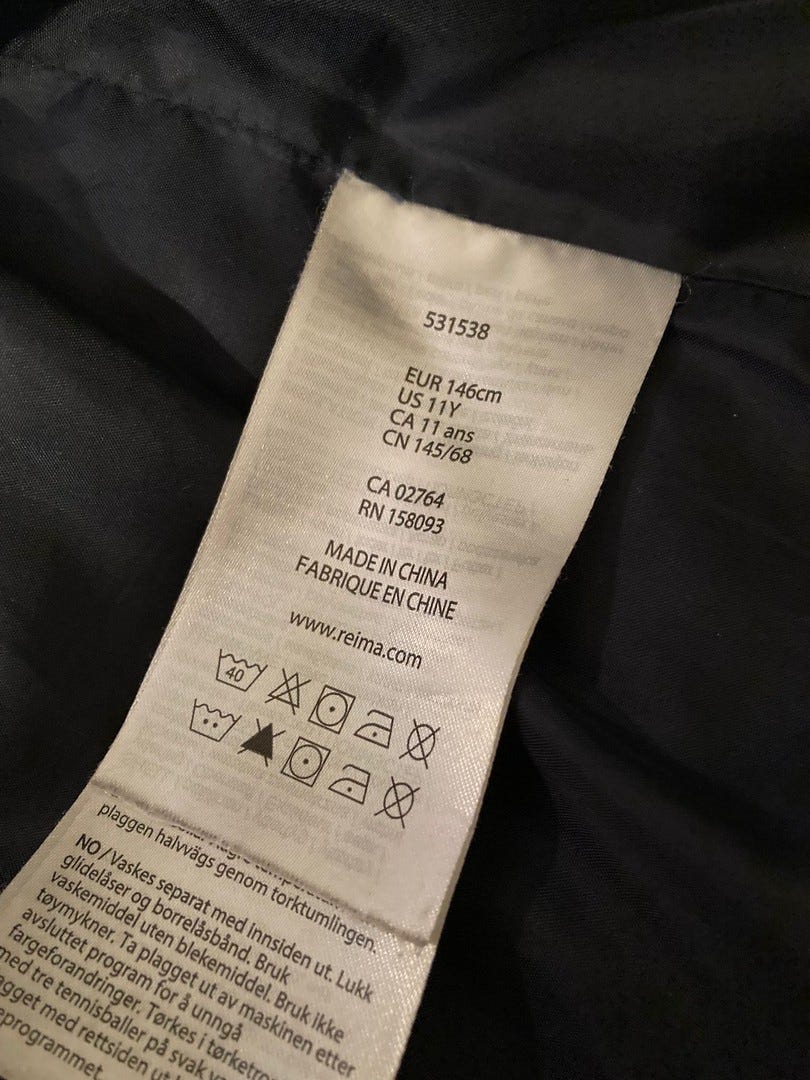 531538
EUR 146cm
US 11Y
CA 11 ans
CN 145/68
CA 02764
RN 158093
MADE IN CHINA
FABRIQUE EN CHINE
www.reima.com
40
plaggen halvvägs genom torktumlingen.
NO / Vaskes separat med innsiden ut. Lukk
glidelåser og borrelåsbånd. Bruk
vaskemiddel uten blekemiddel. Bruk ikke
tøymykner. Ta plagget ut av maskinen etter
avsluttet program for å unngå
fargeforandringer. Tørkes i
med tre tennisballer på svak
med rettsiden ut